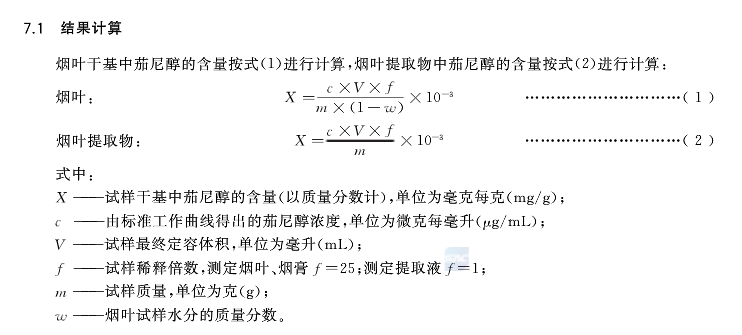 7.1 结果计算
烟叶干基中茄尼醇的含量按式(1)进行计算,烟叶提取物中茄尼醇的含量按式(2)进行计算:
烟叶: X = \frac{c × V × f}{m × (1 − w)} × 10⁻³ ……………………………( 1 )
烟叶提取物: X = \frac{c × V × f}{m} × 10⁻³ ……………………………( 2 )
式中:
X ——试样干基中茄尼醇的含量(以质量分数计),单位为毫克每克(mg/g);
c ——由标准工作曲线得出的茄尼醇浓度,单位为微克每毫升(μg/mL);
V ——试样最终定容体积,单位为毫升(mL);
f ——试样稀释倍数,测定烟叶、烟膏 f=25;测定提取液 f=1;
m ——试样质量,单位为克(g);
w ——烟叶试样水分的质量分数。